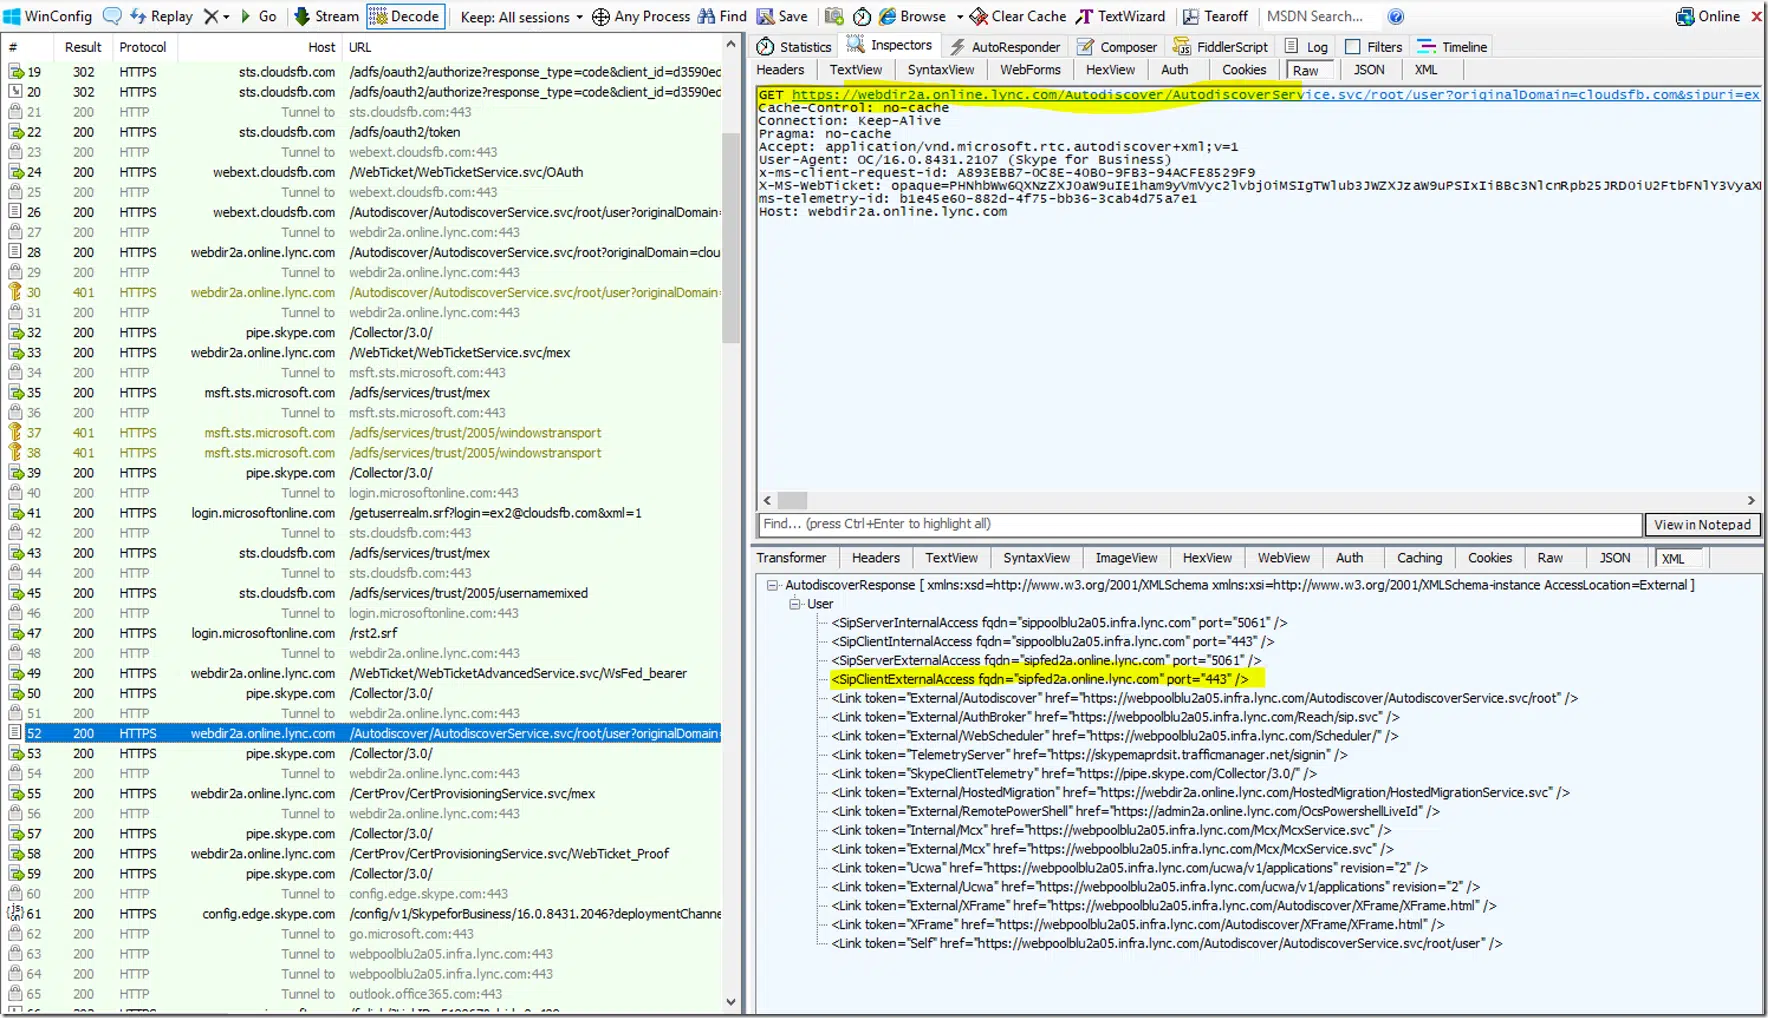 WinConfig Replay Go Stream Decode Keep: All sessions Any Process Find Save Browse Clear Cache TextWizard Tearoff MSDN Search... Online
# Result Protocol Host URL
19 302 HTTPS sts.cloudsfb.com /adfs/oauth2/authorize?response_type=code&client_id=d3590ed
20 302 HTTPS sts.cloudsfb.com /adfs/oauth2/authorize?response_type=code&client_id=d3590ed
21 200 HTTP Tunnel to sts.cloudsfb.com:443
22 200 HTTPS sts.cloudsfb.com /adfs/oauth2/token
23 200 HTTP Tunnel to webext.cloudsfb.com:443
24 200 HTTPS webext.cloudsfb.com /WebTicket/WebTicketService.svc/OAuth
25 200 HTTP Tunnel to webext.cloudsfb.com:443
26 200 HTTPS webext.cloudsfb.com /Autodiscover/AutodiscoverService.svc/root/user?originalDomain=
27 200 HTTP Tunnel to webdir2a.online.lync.com:443
28 200 HTTPS webdir2a.online.lync.com /Autodiscover/AutodiscoverService.svc/root?originalDomain=clou
29 200 HTTP Tunnel to webdir2a.online.lync.com:443
30 401 HTTPS webdir2a.online.lync.com /Autodiscover/AutodiscoverService.svc/root/user?originalDomain=
31 200 HTTP Tunnel to webdir2a.online.lync.com:443
32 200 HTTPS pipe.skype.com /Collector/3.0/
33 200 HTTPS webdir2a.online.lync.com /WebTicket/WebTicketService.svc/mex
34 200 HTTP Tunnel to msft.sts.microsoft.com:443
35 200 HTTPS msft.sts.microsoft.com /adfs/services/trust/mex
36 200 HTTP Tunnel to msft.sts.microsoft.com:443
37 401 HTTPS msft.sts.microsoft.com /adfs/services/trust/2005/windowstransport
38 401 HTTPS msft.sts.microsoft.com /adfs/services/trust/2005/windowstransport
39 200 HTTPS pipe.skype.com /Collector/3.0/
40 200 HTTP Tunnel to login.microsoftonline.com:443
41 200 HTTPS login.microsoftonline.com /getuserrealm.srf?login=ex2@cloudsfb.com&xml=1
42 200 HTTP Tunnel to sts.cloudsfb.com:443
43 200 HTTPS sts.cloudsfb.com /adfs/services/trust/mex
44 200 HTTP Tunnel to sts.cloudsfb.com:443
45 200 HTTPS sts.cloudsfb.com /adfs/services/trust/2005/usernamemixed
46 200 HTTP Tunnel to login.microsoftonline.com:443
47 200 HTTPS login.microsoftonline.com /rst2.srf
48 200 HTTP Tunnel to webdir2a.online.lync.com:443
49 200 HTTPS webdir2a.online.lync.com /WebTicket/WebTicketAdvancedService.svc/WsFed_bearer
50 200 HTTPS pipe.skype.com /Collector/3.0/
51 200 HTTP Tunnel to webdir2a.online.lync.com:443
52 200 HTTPS webdir2a.online.lync.com /Autodiscover/AutodiscoverService.svc/root/user?originalDomain=
53 200 HTTPS pipe.skype.com /Collector/3.0/
54 200 HTTP Tunnel to webdir2a.online.lync.com:443
55 200 HTTPS webdir2a.online.lync.com /CertProv/CertProvisioningService.svc/mex
56 200 HTTP Tunnel to webdir2a.online.lync.com:443
57 200 HTTPS pipe.skype.com /Collector/3.0/
58 200 HTTPS webdir2a.online.lync.com /CertProv/CertProvisioningService.svc/WebTicket_Proof
59 200 HTTPS pipe.skype.com /Collector/3.0/
60 200 HTTP Tunnel to config.edge.skype.com:443
61 200 HTTPS config.edge.skype.com /config/v1/SkypeforBusiness/16.0.8431.2046?deploymentChanne
62 200 HTTP Tunnel to go.microsoft.com:443
63 200 HTTP Tunnel to webpoolblu2a05.infra.lync.com:443
64 200 HTTP Tunnel to webpoolblu2a05.infra.lync.com:443
65 200 HTTP Tunnel to outlook.office365.com:443
Statistics Inspectors AutoResponder Composer FiddlerScript Log Filters Timeline
Headers TextView SyntaxView WebForms HexView Auth Cookies Raw JSON XML
GET https://webdir2a.online.lync.com/Autodiscover/AutodiscoverService.svc/root/user?originalDomain=cloudsfb.com&sipuri=ex
Cache-Control: no-cache
Connection: Keep-Alive
Pragma: no-cache
Accept: application/vnd.microsoft.rtc.autodiscover+xml;v=1
User-Agent: OC/16.0.8431.2107 (Skype for Business)
x-ms-client-request-id: A893EBB7-0C8E-40B0-9FB3-94ACFE8529F9
X-MS-WebTicket:
ms-telemetry-id: b1e45e60-882d-4f75-bb36-3cab4d75a7e1
Host: webdir2a.online.lync.com
Find... (press Ctrl+Enter to highlight all) View in Notepad
Transformer Headers TextView SyntaxView ImageView HexView WebView Auth Caching Cookies Raw JSON XML
AutodiscoverResponse [ xmlns:xsd=http://www.w3.org/2001/XMLSchema xmlns:xsi=http://www.w3.org/2001/XMLSchema-instance AccessLocation=External ]
User
<SipServerInternalAccess fqdn="sippoolblu2a05.infra.lync.com" port="5061" />
<SipClientInternalAccess fqdn="sippoolblu2a05.infra.lync.com" port="443" />
<SipServerExternalAccess fqdn="sipfed2a.online.lync.com" port="5061" />
<SipClientExternalAccess fqdn="sipfed2a.online.lync.com" port="443" />
<Link token="External/Autodiscover" href="https://webpoolblu2a05.infra.lync.com/Autodiscover/AutodiscoverService.svc/root" />
<Link token="External/AuthBroker" href="https://webpoolblu2a05.infra.lync.com/Reach/sip.svc" />
<Link token="External/WebScheduler" href="https://webpoolblu2a05.infra.lync.com/Scheduler/" />
<Link token="TelemetryServer" href="https://skypemaprdsit.trafficmanager.net/signin" />
<Link token="SkypeClientTelemetry" href="https://pipe.skype.com/Collector/3.0/" />
<Link token="External/HostedMigration" href="https://webdir2a.online.lync.com/HostedMigration/HostedMigrationService.svc" />
<Link token="External/RemotePowerShell" href="https://admin2a.online.lync.com/OcsPowershellLiveId" />
<Link token="Internal/Mcx" href="https://webpoolblu2a05.infra.lync.com/Mcx/McxService.svc" />
<Link token="External/Mcx" href="https://webpoolblu2a05.infra.lync.com/Mcx/McxService.svc" />
<Link token="Ucwa" href="https://webpoolblu2a05.infra.lync.com/ucwa/v1/applications" revision="2" />
<Link token="External/Ucwa" href="https://webpoolblu2a05.infra.lync.com/ucwa/v1/applications" revision="2" />
<Link token="External/XFrame" href="https://webpoolblu2a05.infra.lync.com/Autodiscover/XFrame/XFrame.html" />
<Link token="XFrame" href="https://webpoolblu2a05.infra.lync.com/Autodiscover/XFrame/XFrame.html" />
<Link token="Self" href="https://webpoolblu2a05.infra.lync.com/Autodiscover/AutodiscoverService.svc/root/user" />